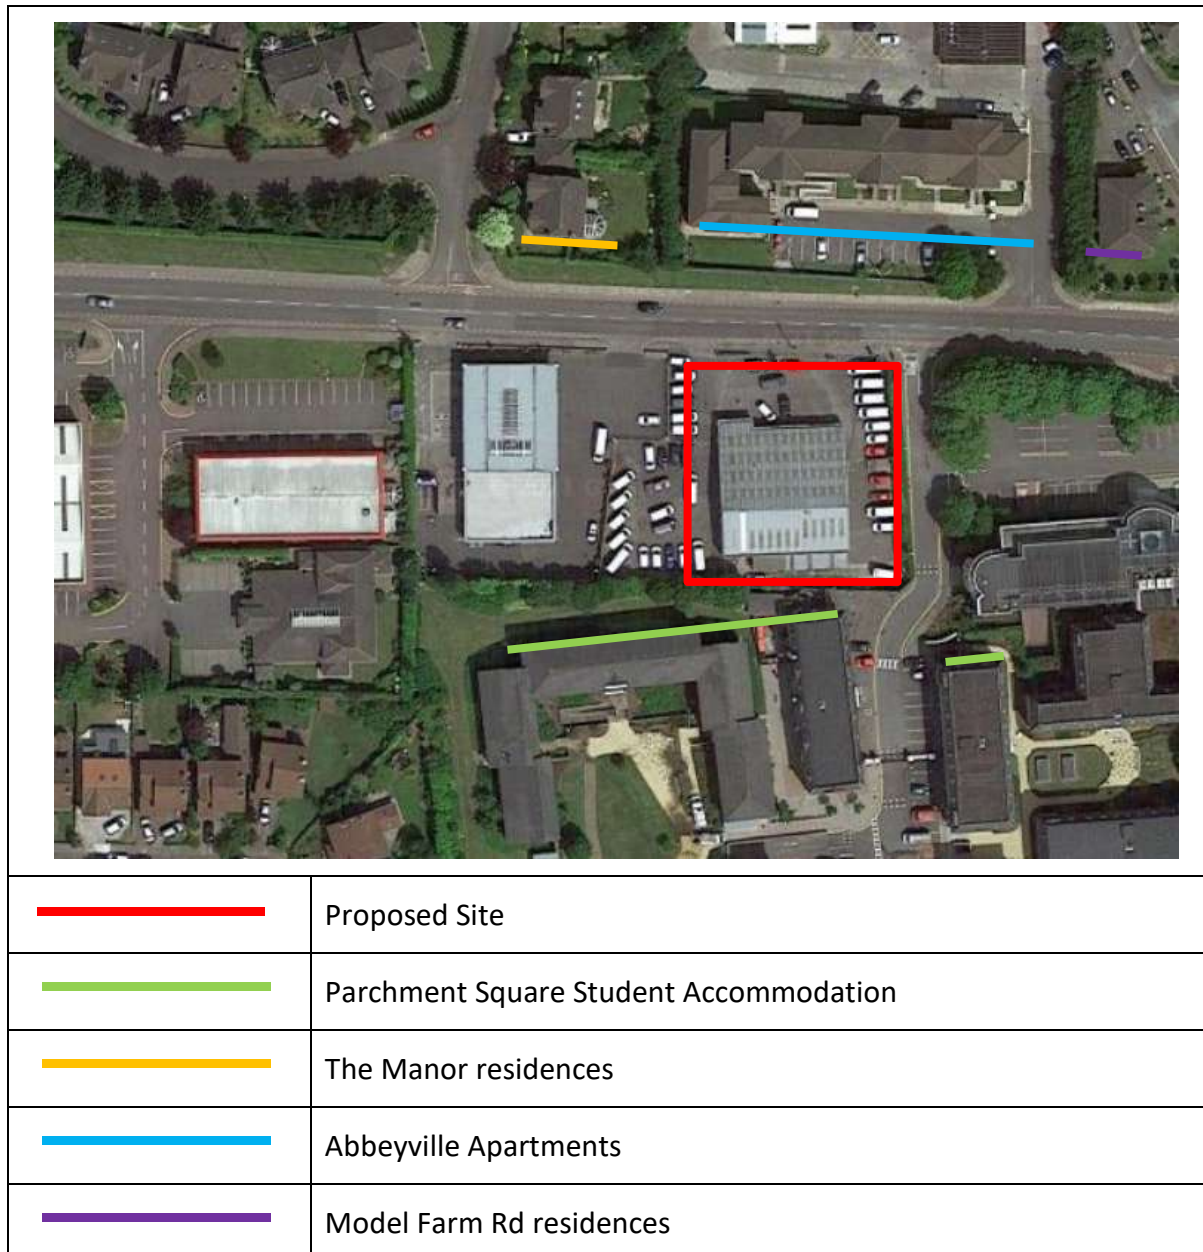 Proposed Site
Parchment Square Student Accommodation
The Manor residences
Abbeyville Apartments
Model Farm Rd residences